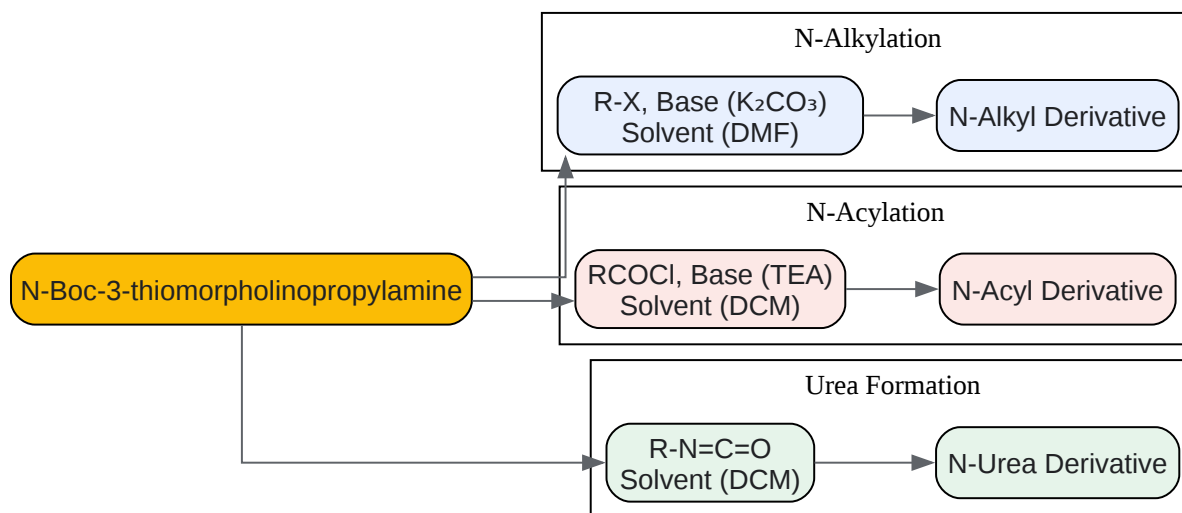 N-Alkylation
R-X, Base (K₂CO₃)
Solvent (DMF)
N-Alkyl Derivative
N-Acylation
N-Boc-3-thiomorpholinopropylamine
RCOCl, Base (TEA)
Solvent (DCM)
N-Acyl Derivative
Urea Formation
R-N=C=O
Solvent (DCM)
N-Urea Derivative